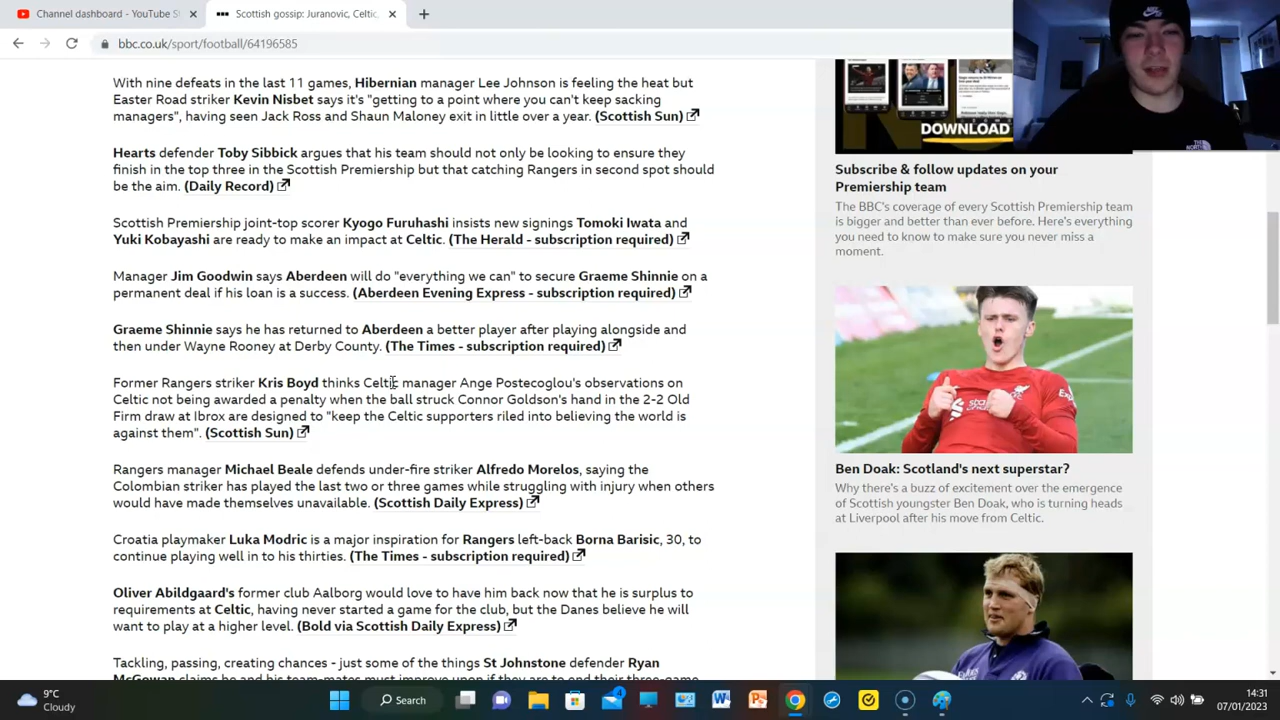 Channel dashboard - YouTube S
Scottish gossip: Juranovic, Celtic,
bbc.co.uk/sport/football/64196585
With nine defeats in the last 11 games, Hibernian manager Lee Johnson is feeling the heat but
Easter Road striker Kevin Nisbet says it's "getting to a point where you can't keep sacking
managers", having seen Jack Ross and Shaun Maloney exit in little over a year. (Scottish Sun)
Hearts defender Toby Sibbick argues that his team should not only be looking to ensure they
finish in the top three in the Scottish Premiership but that catching Rangers in second spot should
be the aim. (Daily Record)
Scottish Premiership joint-top scorer Kyogo Furuhashi insists new signings Tomoki Iwata and
Yuki Kobayashi are ready to make an impact at Celtic. (The Herald - subscription required)
Manager Jim Goodwin says Aberdeen will do "everything we can" to secure Graeme Shinnie on a
permanent deal if his loan is a success. (Aberdeen Evening Express - subscription required)
Graeme Shinnie says he has returned to Aberdeen a better player after playing alongside and
then under Wayne Rooney at Derby County. (The Times - subscription required)
Former Rangers striker Kris Boyd thinks Celtic manager Ange Postecoglou's observations on
Celtic not being awarded a penalty when the ball struck Connor Goldson's hand in the 2-2 Old
Firm draw at Ibrox are designed to "keep the Celtic supporters riled into believing the world is
against them". (Scottish Sun)
Rangers manager Michael Beale defends under-fire striker Alfredo Morelos, saying the
Colombian striker has played the last two or three games while struggling with injury when others
would have made themselves unavailable. (Scottish Daily Express)
Croatia playmaker Luka Modric is a major inspiration for Rangers left-back Borna Barisic, 30, to
continue playing well in to his thirties. (The Times - subscription required)
Oliver Abildgaard's former club Aalborg would love to have him back now that he is surplus to
requirements at Celtic, having never started a game for the club, but the Danes believe he will
want to play at a higher level. (Bold via Scottish Daily Express)
Tackling, passing, creating chances - just some of the things St Johnstone defender Ryan
McGowan claims he and his team-mates must improve upon if they are to end their three-game
DOWNLOAD
Subscribe & follow updates on your
Premiership team
The BBC's coverage of every Scottish Premiership team
is bigger and better than ever before. Here's everything
you need to know to make sure you never miss a
moment.
Ben Doak: Scotland's next superstar?
Why there's a buzz of excitement over the emergence
of Scottish youngster Ben Doak, who is turning heads
at Liverpool after his move from Celtic.
9°C
Cloudy
Search
4
14:31
07/01/2023